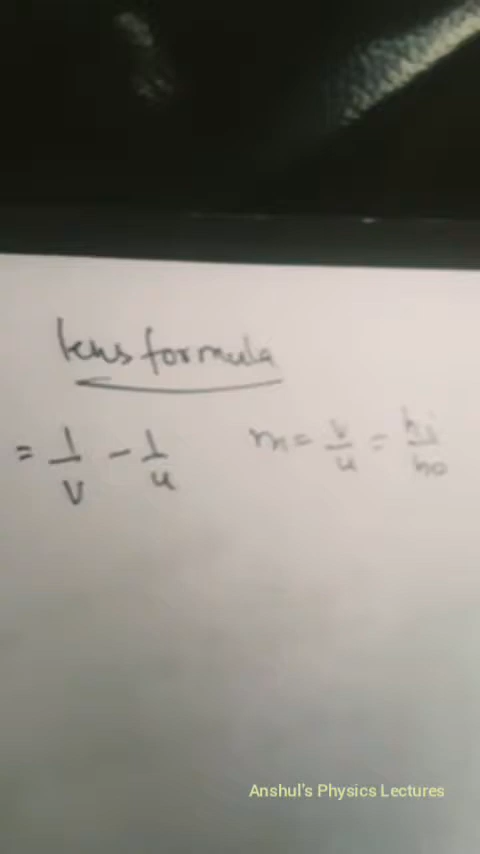 lens formula
= 1/v - 1/u m = v/u = hi/ho
Anshul's Physics Lectures